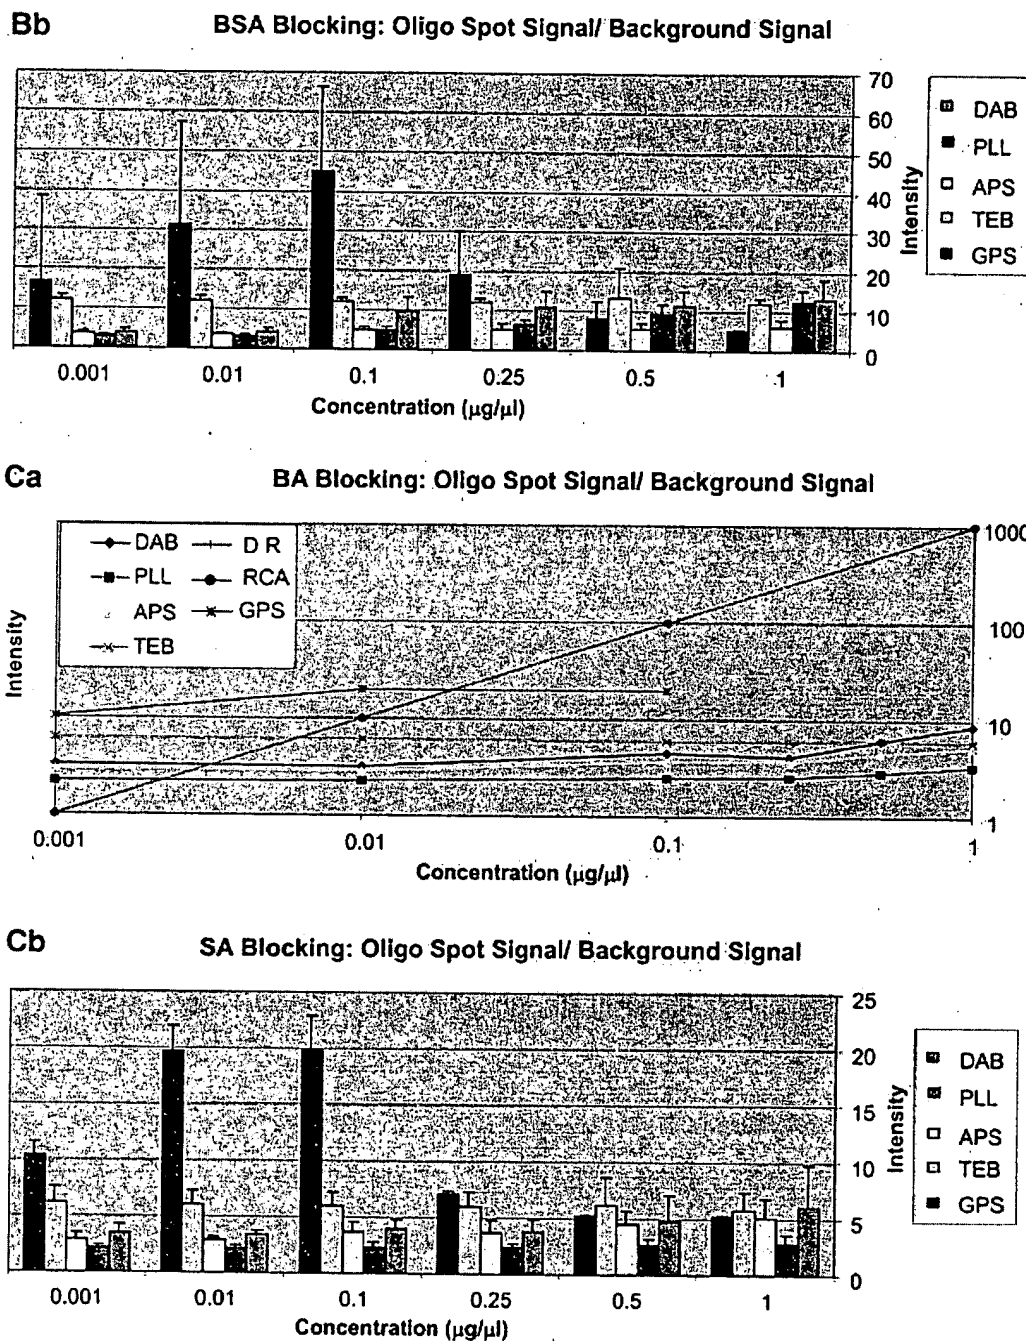 Bb
BSA Blocking: Oligo Spot Signal/ Background Signal
70
60
50
40
30
20
10
0
Intensity
DAB
PLL
APS
TEB
GPS
0.001 0.01 0.1 0.25 0.5 .1
Concentration (µg/µl)
Ca
BA Blocking: Oligo Spot Signal/ Background Signal
DAB D R
PLL RCA
APS GPS
TEB
Intensity
1000
100
10
1
0.001 0.01 0.1 1
Concentration (µg/µl)
Cb
SA Blocking: Oligo Spot Signal/ Background Signal
25
20
15
10
5
0
Intensity
DAB
PLL
APS
TEB
GPS
0.001 0.01 0.1 0.25 0.5 1
Concentration (µg/µl)